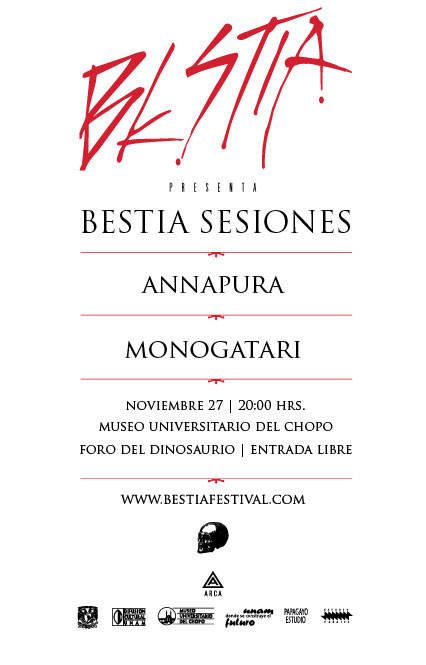 BESTIA
PRESENTA
BESTIA SESIONES
ANNAPURA
MONOGATARI
NOVIEMBRE 27 | 20:00 HRS.
MUSEO UNIVERSITARIO DEL CHOPO
FORO DEL DINOSAURIO | ENTRADA LIBRE
WWW.BESTIAFESTIVAL.COM
ARCA
DIFUSION
CULTURAL
UNAM
MUSEO
UNIVERSITARIO
DEL CHOPO
unam
donde se construye el
futuro
PAPAGAYO
ESTUDIO